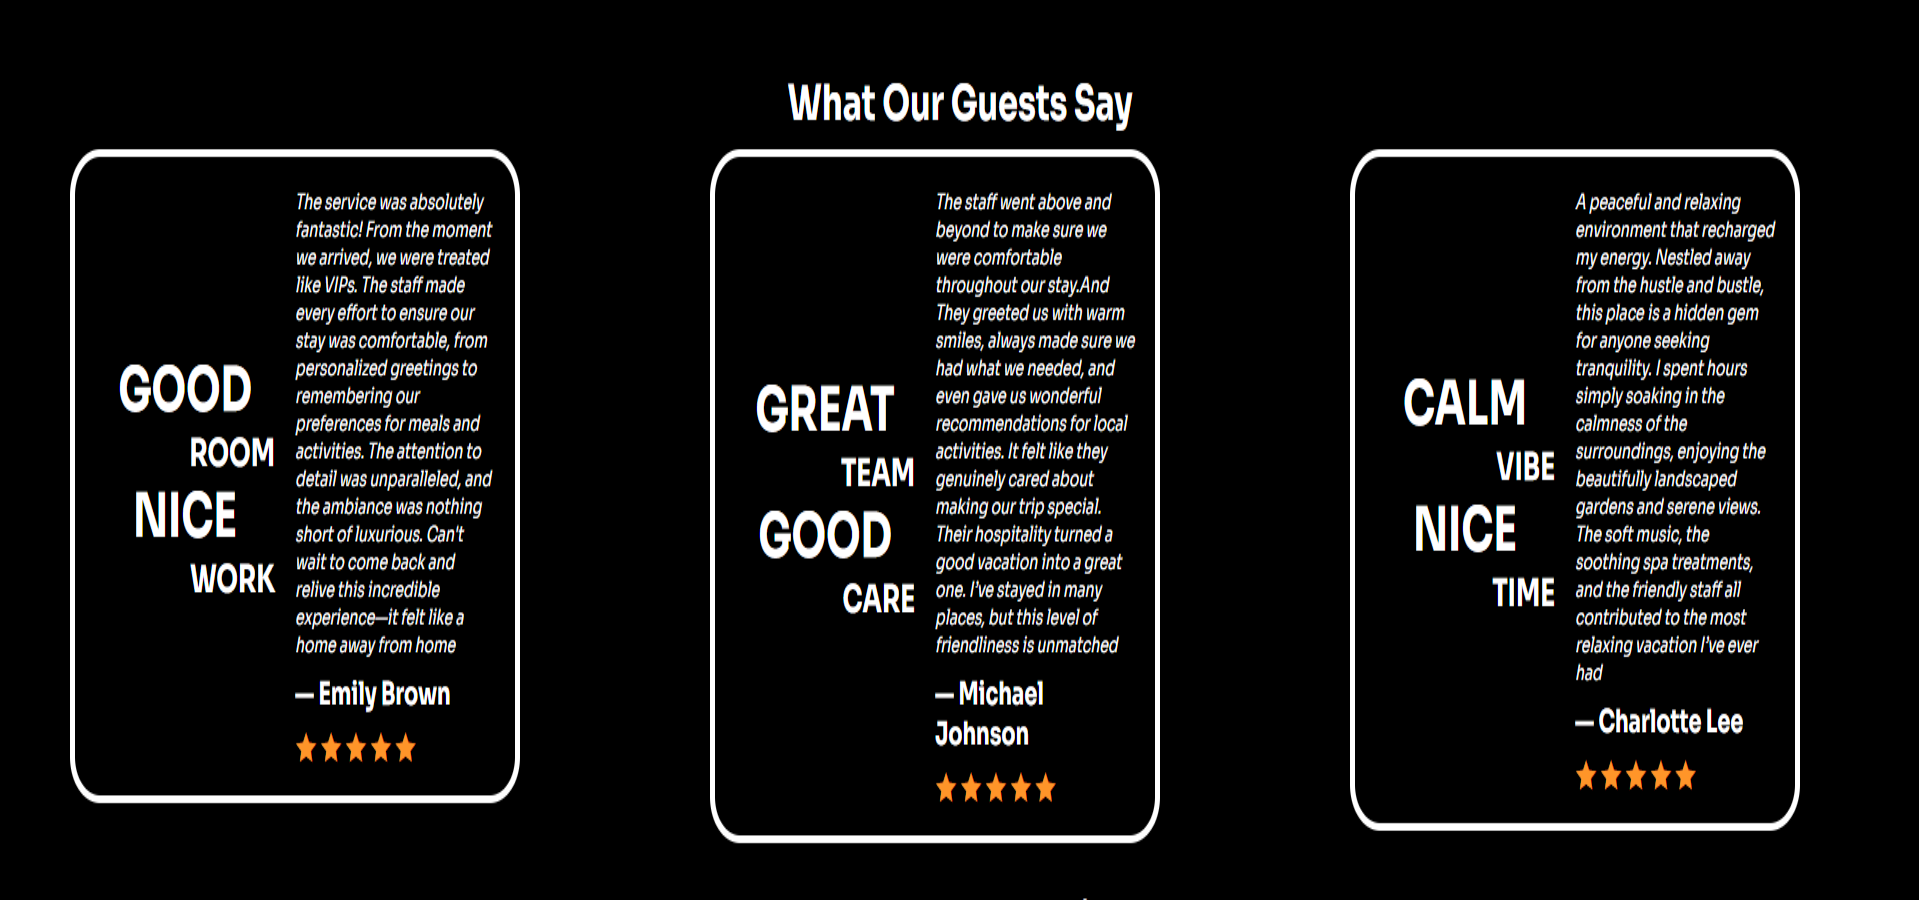 What Our Guests Say
GOOD
ROOM
NICE
WORK
The service was absolutely
fantastic! From the moment
we arrived, we were treated
like VIPs. The staff made
every effort to ensure our
stay was comfortable, from
personalized greetings to
remembering our
preferences for meals and
activities. The attention to
detail was unparalleled, and
the ambiance was nothing
short of luxurious. Can't
wait to come back and
relive this incredible
experience—it felt like a
home away from home
— Emily Brown
★★★★★
GREAT
TEAM
GOOD
CARE
The staff went above and
beyond to make sure we
were comfortable
throughout our stay.And
They greeted us with warm
smiles, always made sure we
had what we needed, and
even gave us wonderful
recommendations for local
activities. It felt like they
genuinely cared about
making our trip special.
Their hospitality turned a
good vacation into a great
one. I've stayed in many
places, but this level of
friendliness is unmatched
— Michael
Johnson
★★★★★
CALM
VIBE
NICE
TIME
A peaceful and relaxing
environment that recharged
my energy. Nestled away
from the hustle and bustle,
this place is a hidden gem
for anyone seeking
tranquility. I spent hours
simply soaking in the
calmness of the
surroundings, enjoying the
beautifully landscaped
gardens and serene views.
The soft music, the
soothing spa treatments,
and the friendly staff all
contributed to the most
relaxing vacation I've ever
had
— Charlotte Lee
★★★★★